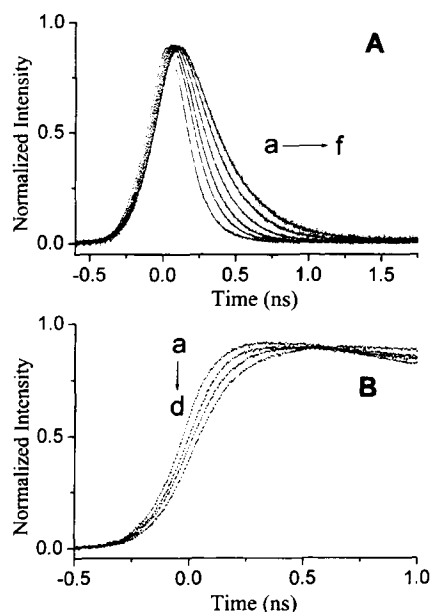 1.0
A
a → f
0.5
0.0
Normalized Intensity
-0.5 0.0 0.5 1.0 1.5
Time (ns)
1.0
a
↓
d
B
0.5
0.0
Normalized Intensity
-0.5 0.0 0.5 1.0
Time (ns)